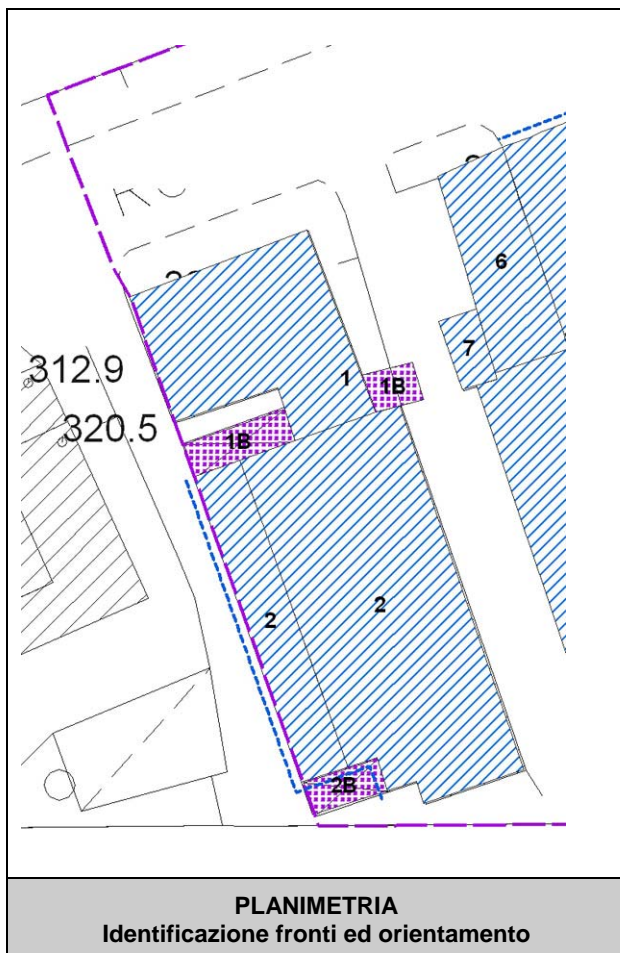 6
7
312.9
1
1B
320.5
1B
2
2
2B
PLANIMETRIA
Identificazione fronti ed orientamento